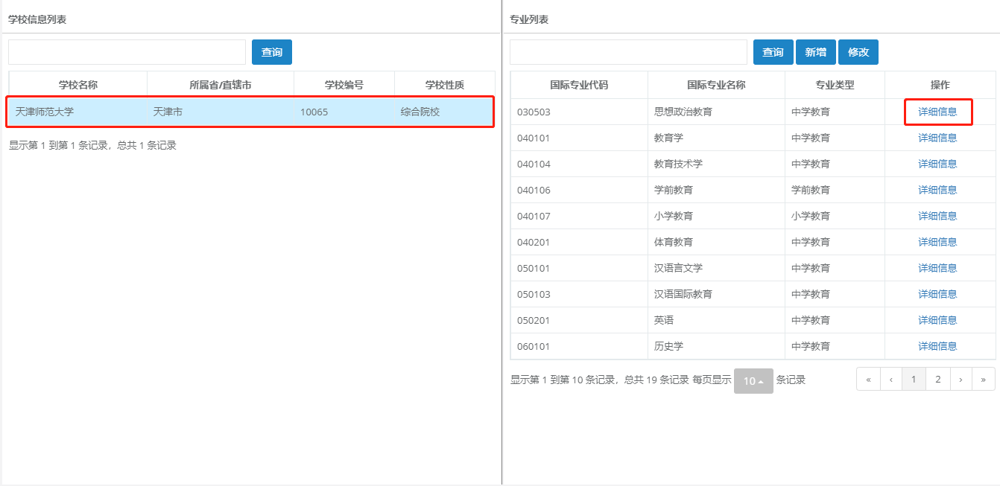 学校信息列表
查询
学校名称 所属省/直辖市 学校编号 学校性质
天津师范大学 天津市 10065 综合院校
显示第 1 到第 1 条记录，总共 1 条记录
专业列表
查询 新增 修改
国际专业代码 国际专业名称 专业类型 操作
030503 思想政治教育 中学教育 详细信息
040101 教育学 中学教育 详细信息
040104 教育技术学 中学教育 详细信息
040106 学前教育 学前教育 详细信息
040107 小学教育 小学教育 详细信息
040201 体育教育 中学教育 详细信息
050101 汉语言文学 中学教育 详细信息
050103 汉语国际教育 中学教育 详细信息
050201 英语 中学教育 详细信息
060101 历史学 中学教育 详细信息
显示第 1 到第 10 条记录，总共 19 条记录 每页显示 10 条记录 « ‹ 1 2 › »